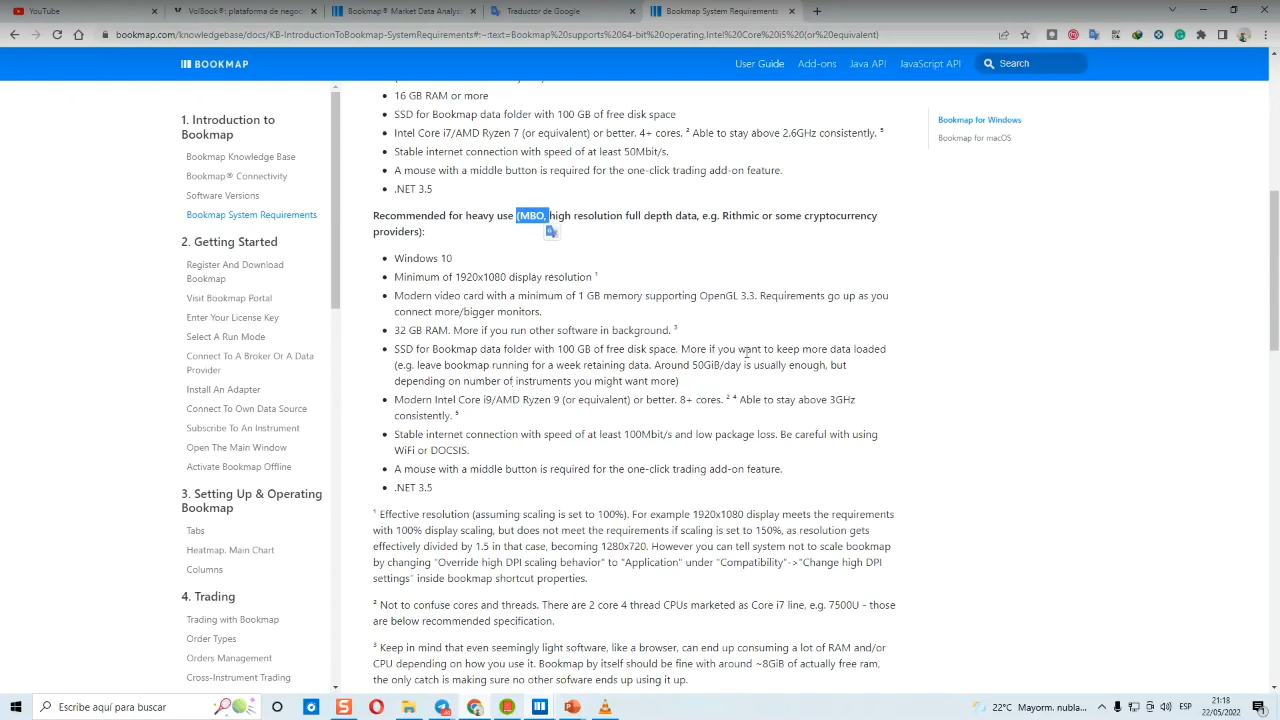 YouTube
VolBook® | Plataforma de negoc
Bookmap® Market Data Analysi
Traductor de Google
Bookmap System Requirements
bookmap.com/knowledgebase/docs/KB-IntroductionToBookmap-SystemRequirements#:~:text=Bookmap%20supports%2064-bit%20operating,Intel%20Core%20i5%20(or%20equivalent)
BOOKMAP
User Guide
Add-ons
Java API
JavaScript API
Search
1. Introduction to
Bookmap
Bookmap Knowledge Base
Bookmap® Connectivity
Software Versions
Bookmap System Requirements
2. Getting Started
Register And Download
Bookmap
Visit Bookmap Portal
Enter Your License Key
Select A Run Mode
Connect To A Broker Or A Data
Provider
Install An Adapter
Connect To Own Data Source
Subscribe To An Instrument
Open The Main Window
Activate Bookmap Offline
3. Setting Up & Operating
Bookmap
Tabs
Heatmap. Main Chart
Columns
4. Trading
Trading with Bookmap
Order Types
Orders Management
Cross-Instrument Trading
16 GB RAM or more
SSD for Bookmap data folder with 100 GB of free disk space
Intel Core i7/AMD Ryzen 7 (or equivalent) or better. 4+ cores. ² Able to stay above 2.6GHz consistently. ⁵
Stable internet connection with speed of at least 50Mbit/s.
A mouse with a middle button is required for the one-click trading add-on feature.
.NET 3.5
Recommended for heavy use (MBO, high resolution full depth data, e.g. Rithmic or some cryptocurrency
providers):
Windows 10
Minimum of 1920x1080 display resolution ¹
Modern video card with a minimum of 1 GB memory supporting OpenGL 3.3. Requirements go up as you
connect more/bigger monitors.
32 GB RAM. More if you run other software in background. ³
SSD for Bookmap data folder with 100 GB of free disk space. More if you want to keep more data loaded
(e.g. leave bookmap running for a week retaining data. Around 50GiB/day is usually enough, but
depending on number of instruments you might want more)
Modern Intel Core i9/AMD Ryzen 9 (or equivalent) or better. 8+ cores. ² ⁴ Able to stay above 3GHz
consistently. ⁵
Stable internet connection with speed of at least 100Mbit/s and low package loss. Be careful with using
WiFi or DOCSIS.
A mouse with a middle button is required for the one-click trading add-on feature.
.NET 3.5
¹ Effective resolution (assuming scaling is set to 100%). For example 1920x1080 display meets the requirements
with 100% display scaling, but does not meet the requirements if scaling is set to 150%, as resolution gets
effectively divided by 1.5 in that case, becoming 1280x720. However you can tell system not to scale bookmap
by changing "Override high DPI scaling behavior" to "Application" under "Compatibility"->"Change high DPI
settings" inside bookmap shortcut properties.
² Not to confuse cores and threads. There are 2 core 4 thread CPUs marketed as Core i7 line, e.g. 7500U - those
are below recommended specification.
³ Keep in mind that even seemingly light software, like a browser, can end up consuming a lot of RAM and/or
CPU depending on how you use it. Bookmap by itself should be fine with around ~8GiB of actually free ram,
the only catch is making sure no other sofware ends up using it up.
Bookmap for Windows
Bookmap for macOS
Escribe aquí para buscar
22°C Mayorm. nubla...
ESP
21:18
22/05/2022